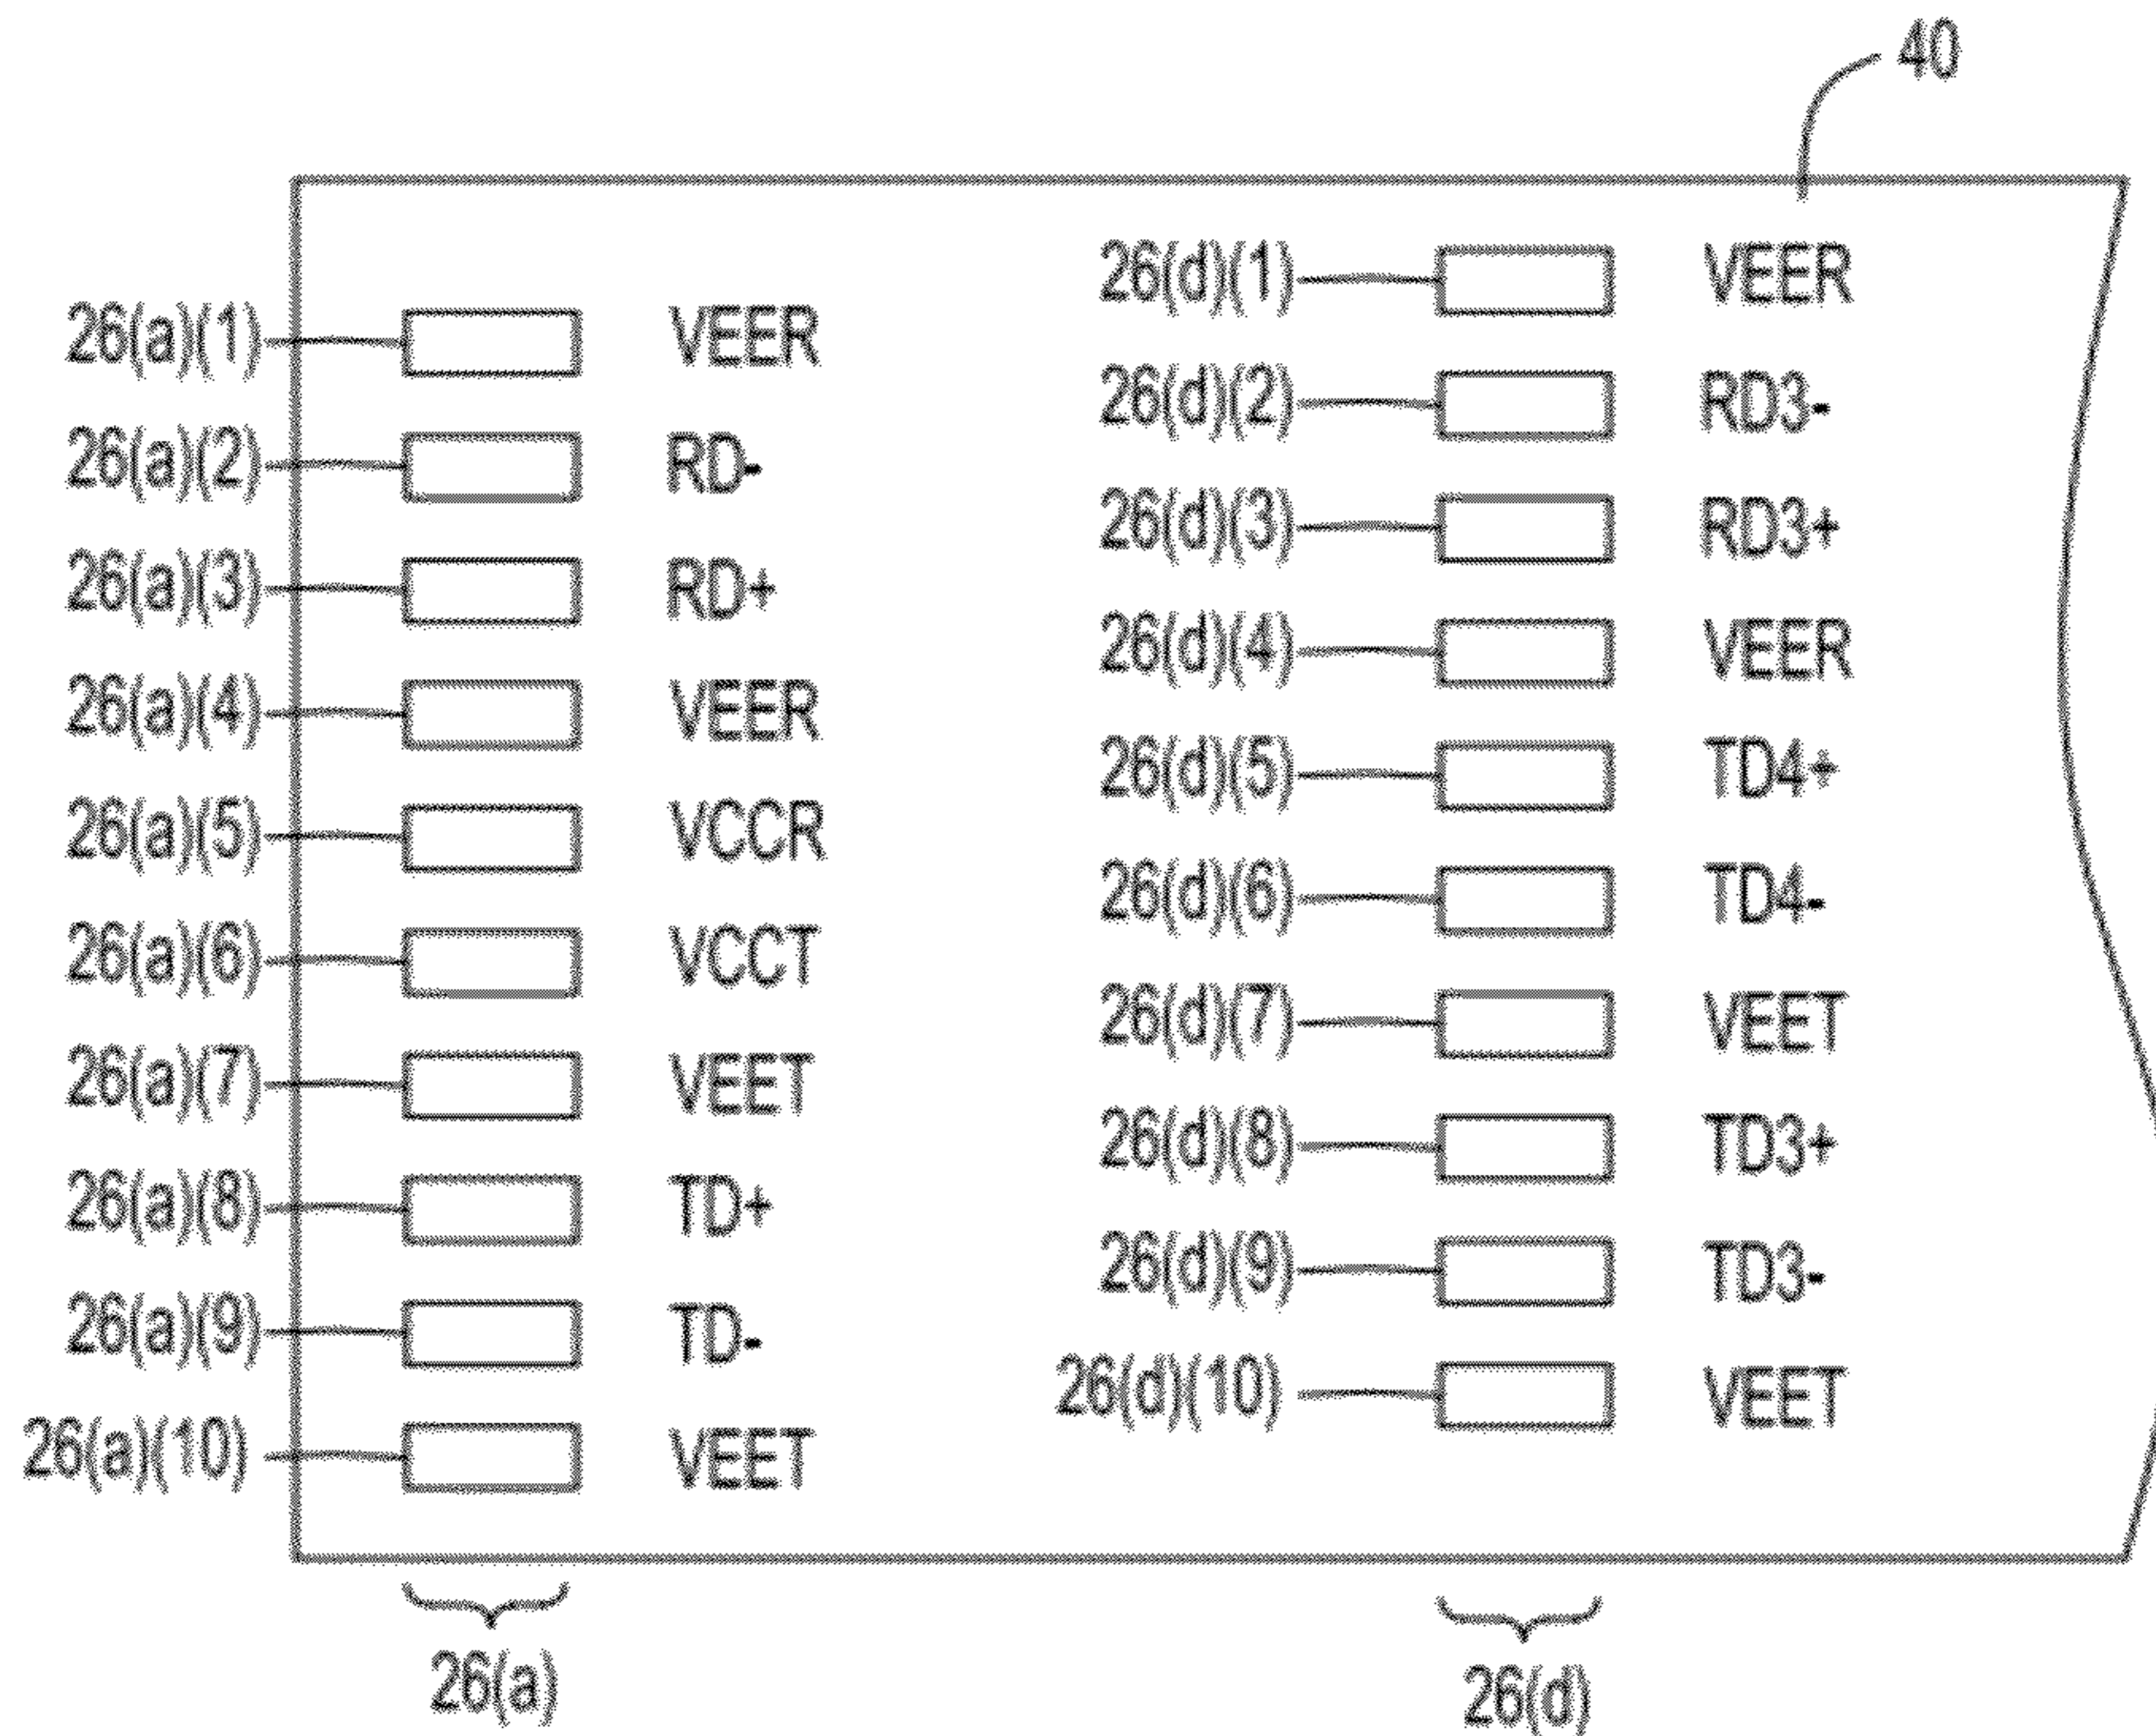 40
26(a)(1) VEER
26(a)(2) RD-
26(a)(3) RD+
26(a)(4) VEER
26(a)(5) VCCR
26(a)(6) VCCT
26(a)(7) VEET
26(a)(8) TD+
26(a)(9) TD-
26(a)(10) VEET
26(a)
26(d)(1) VEER
26(d)(2) RD3-
26(d)(3) RD3+
26(d)(4) VEER
26(d)(5) TD4+
26(d)(6) TD4-
26(d)(7) VEET
26(d)(8) TD3+
26(d)(9) TD3-
26(d)(10) VEET
26(d)